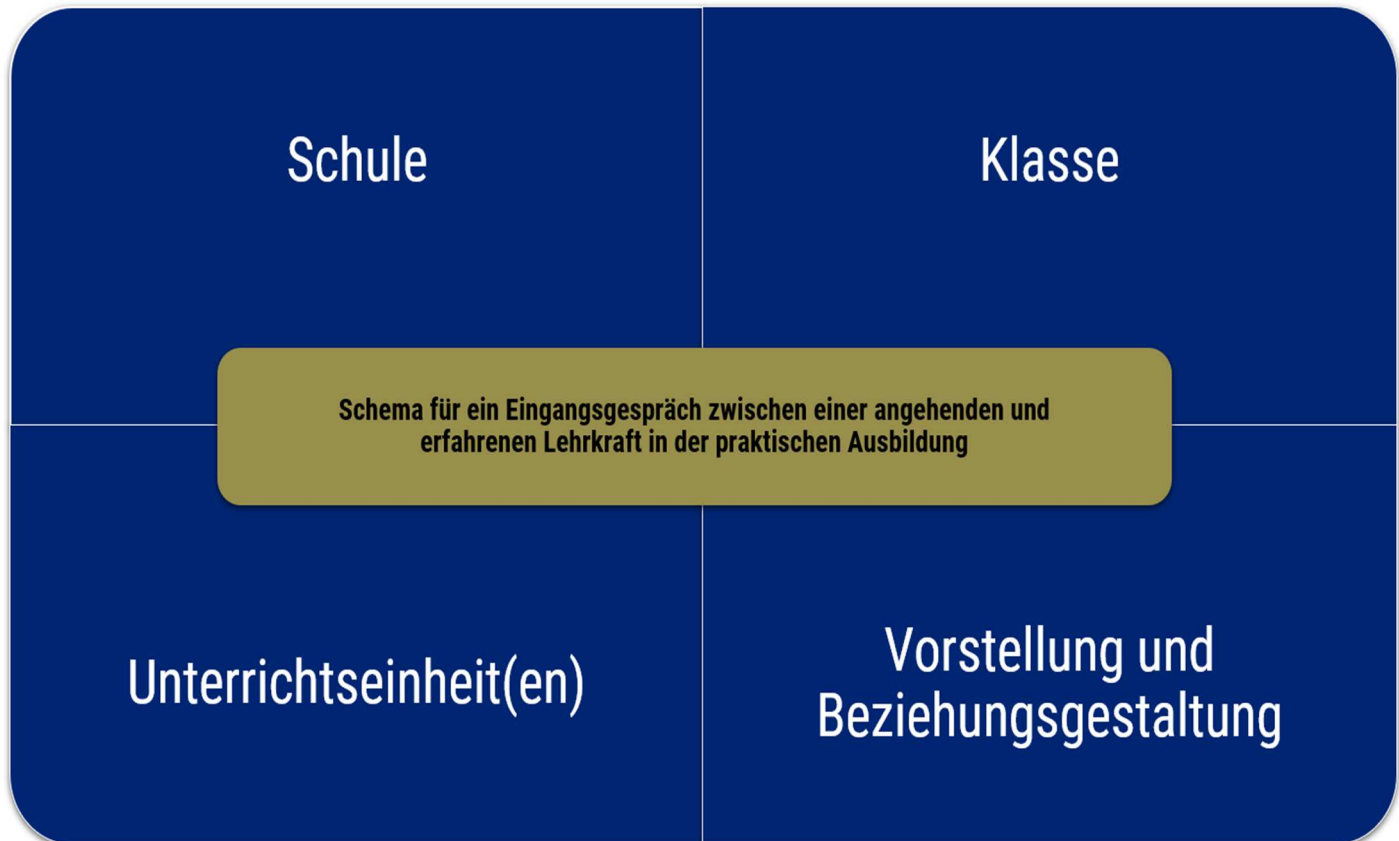 Schule
Klasse
Schema für ein Eingangsgespräch zwischen einer angehenden und
erfahrenen Lehrkraft in der praktischen Ausbildung
Unterrichtseinheit(en)
Vorstellung und
Beziehungsgestaltung